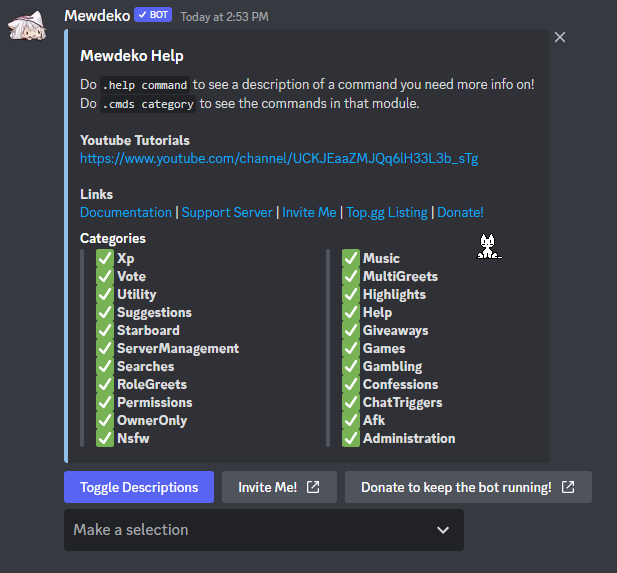 Mewdeko ✓ BOT Today at 2:53 PM
Mewdeko Help
Do .help command to see a description of a command you need more info on!
Do .cmds category to see the commands in that module.
Youtube Tutorials
https://www.youtube.com/channel/UCKJEaaZMJQq6lH33L3b_sTg
Links
Documentation | Support Server | Invite Me | Top.gg Listing | Donate!
Categories
✅ Xp
✅ Vote
✅ Utility
✅ Suggestions
✅ Starboard
✅ ServerManagement
✅ Searches
✅ RoleGreets
✅ Permissions
✅ OwnerOnly
✅ Nsfw
✅ Music
✅ MultiGreets
✅ Highlights
✅ Help
✅ Giveaways
✅ Games
✅ Gambling
✅ Confessions
✅ ChatTriggers
✅ Afk
✅ Administration
Toggle Descriptions
Invite Me!
Donate to keep the bot running!
Make a selection